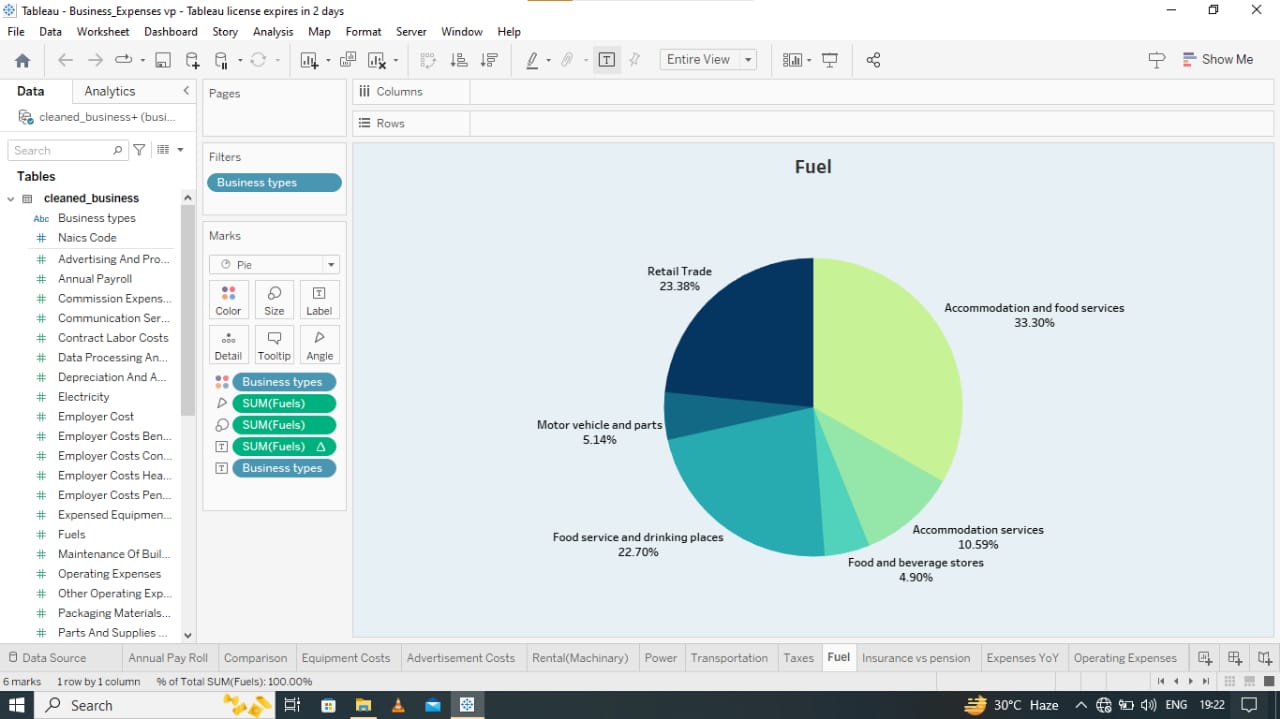 Tableau - Business_Expenses vp - Tableau license expires in 2 days
File Data Worksheet Dashboard Story Analysis Map Format Server Window Help
Entire View
Show Me
Data Analytics
cleaned_business+ (busi...
Search
Tables
cleaned_business
Abc Business types
# Naics Code
# Advertising And Pro...
# Annual Payroll
# Commission Expens...
# Communication Ser...
# Contract Labor Costs
# Data Processing An...
# Depreciation And A...
# Electricity
# Employer Cost
# Employer Costs Ben...
# Employer Costs Con...
# Employer Costs Hea...
# Employer Costs Pen...
# Expensed Equipmen...
# Fuels
# Maintenance Of Buil...
# Operating Expenses
# Other Operating Exp...
# Packaging Materials...
# Parts And Supplies ...
Pages
Filters
Business types
Marks
Pie
Color Size Label
Detail Tooltip Angle
Business types
SUM(Fuels)
SUM(Fuels)
T SUM(Fuels) Δ
T Business types
Columns
Rows
Fuel
Retail Trade
23.38%
Accommodation and food services
33.30%
Motor vehicle and parts
5.14%
Food service and drinking places
22.70%
Accommodation services
10.59%
Food and beverage stores
4.90%
Data Source Annual Pay Roll Comparison Equipment Costs Advertisement Costs Rental(Machinary) Power Transportation Taxes Fuel Insurance vs pension Expenses YoY Operating Expenses
6 marks 1 row by 1 column % of Total SUM(Fuels): 100.00%
Search
30°C Haze ENG 19:22